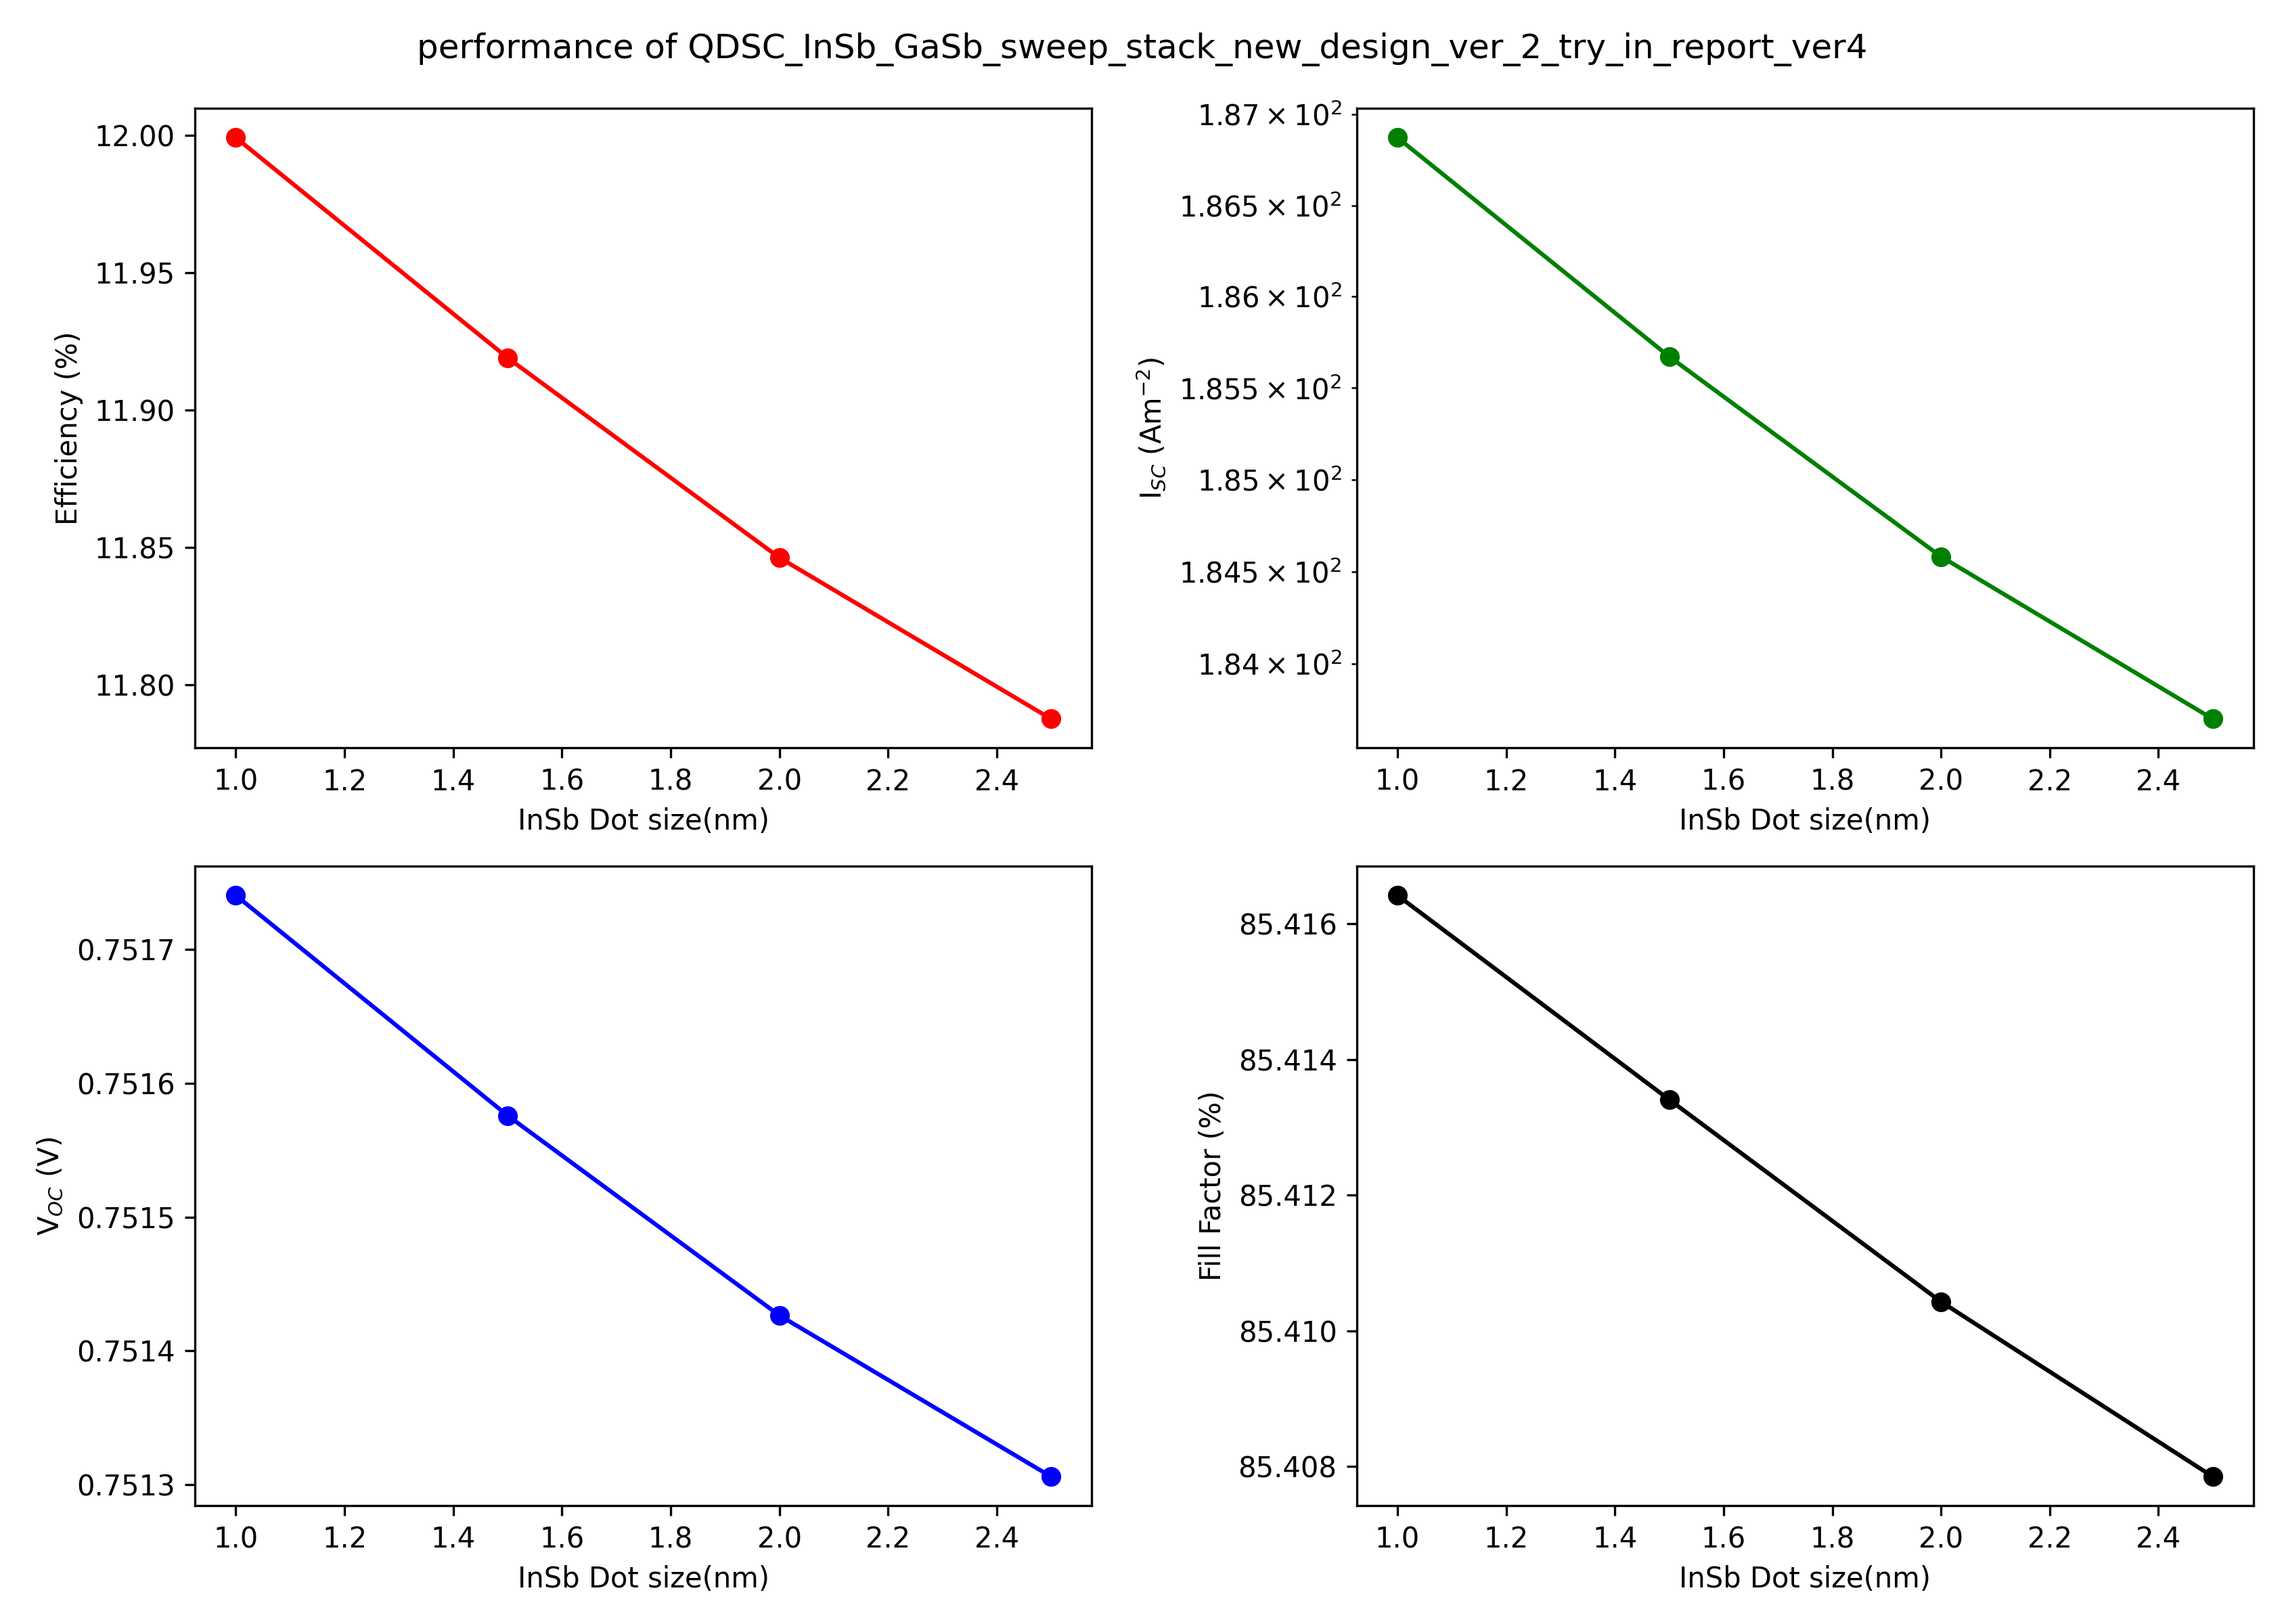 performance of QDSC_InSb_GaSb_sweep_stack_new_design_ver_2_try_in_report_ver4
12.00
11.95
11.90
11.85
11.80
Efficiency (%)
1.0 1.2 1.4 1.6 1.8 2.0 2.2 2.4
InSb Dot size(nm)
1.87 × 10²
1.865 × 10²
1.86 × 10²
1.855 × 10²
1.85 × 10²
1.845 × 10²
1.84 × 10²
I_SC (Am⁻²)
1.0 1.2 1.4 1.6 1.8 2.0 2.2 2.4
InSb Dot size(nm)
0.7517
0.7516
0.7515
0.7514
0.7513
V_OC (V)
1.0 1.2 1.4 1.6 1.8 2.0 2.2 2.4
InSb Dot size(nm)
85.416
85.414
85.412
85.410
85.408
Fill Factor (%)
1.0 1.2 1.4 1.6 1.8 2.0 2.2 2.4
InSb Dot size(nm)